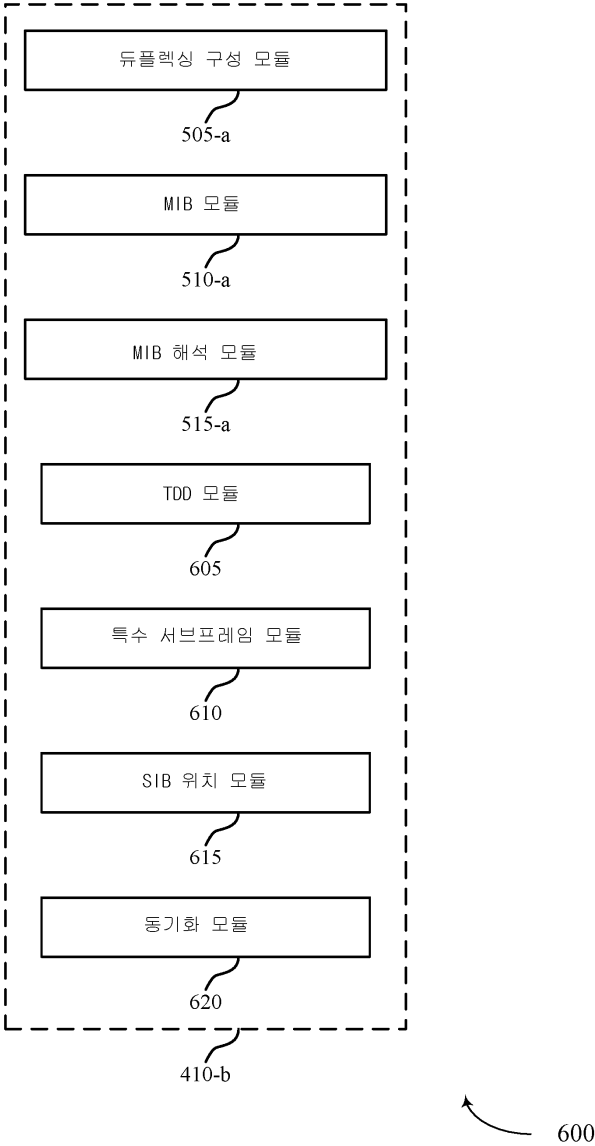 듀플렉싱 구성 모듈
505-a
MIB 모듈
510-a
MIB 해석 모듈
515-a
TDD 모듈
605
특수 서브프레임 모듈
610
SIB 위치 모듈
615
동기화 모듈
620
410-b
600